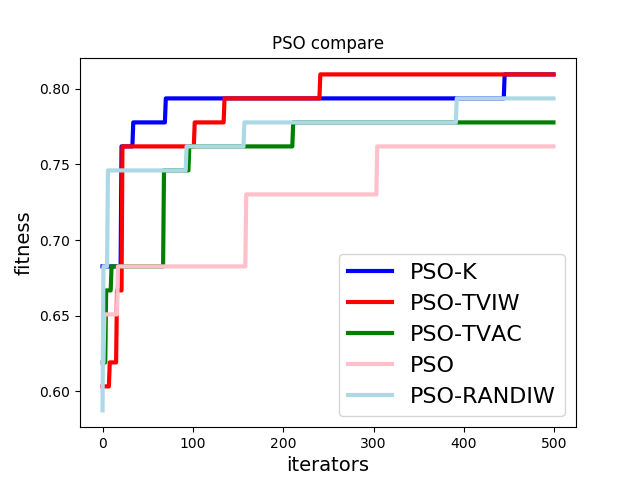 PSO compare
fitness
0.80
0.75
0.70
0.65
0.60
PSO-K
PSO-TVIW
PSO-TVAC
PSO
PSO-RANDIW
0 100 200 300 400 500
iterators